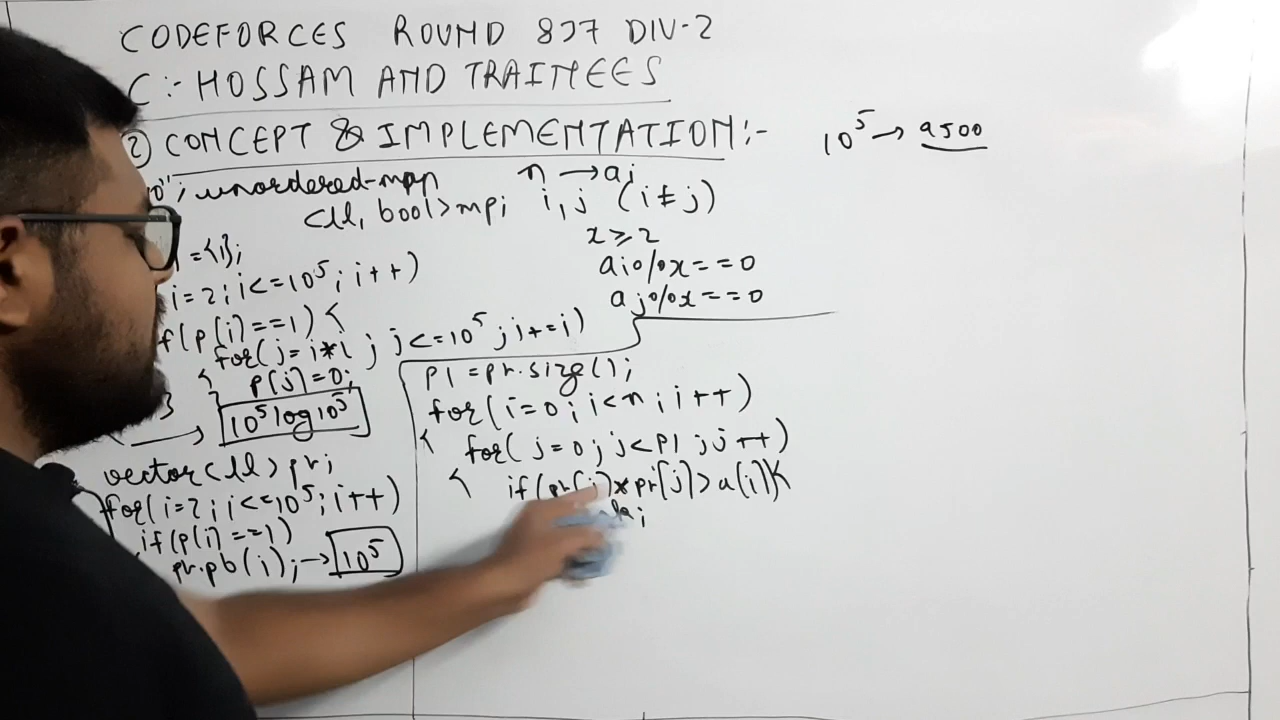 CODEFORCES ROUND 837 DIV-2
C:- HOSSAM AND TRAINEES
2) CONCEPT & IMPLEMENTATION:-
10^5 → 9500
unordered-map
<ll, bool> mp;
n → ai
i, j (i ≠ j)
x ≥ 2
ai % x == 0
aj % x == 0
= {1};
i=2; i<=10^5; i++)
if(p[i]==1) {
for(j=i*i; j<=10^5; j+=i)
{ p[j]=0;
}
→ 10^5 log 10^5
vector<ll> pr;
for(i=2; i<=10^5; i++)
if(p[i]==1)
pr.pb(i); → 10^5
p1 = pr.size();
for(i=0; i<n; i++)
{ for(j=0; j<p1; j++)
{ if(pr[j]*pr[j]>a[i]){